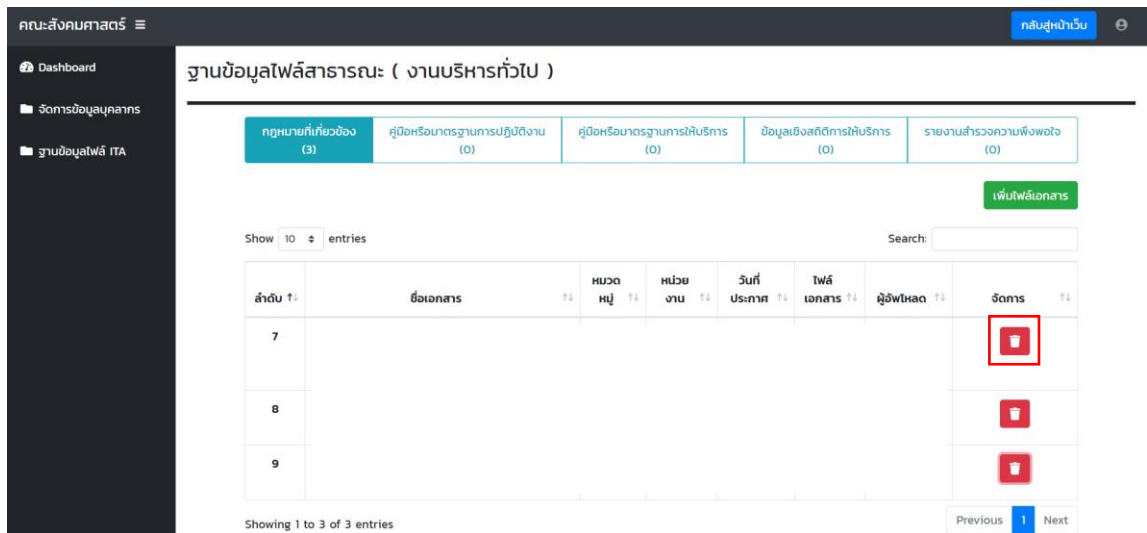 คณะสังคมศาสตร์
กลับสู่หน้าเว็บ
Dashboard
จัดการข้อมูลบุคลากร
ฐานข้อมูลไฟล์ ITA
ฐานข้อมูลไฟล์สาธารณะ ( งานบริหารทั่วไป )
กฎหมายที่เกี่ยวข้อง
(3)
คู่มือหรือมาตรฐานการปฏิบัติงาน
(0)
คู่มือหรือมาตรฐานการให้บริการ
(0)
ข้อมูลเชิงสถิติการให้บริการ
(0)
รายงานสำรวจความพึงพอใจ
(0)
เพิ่มไฟล์เอกสาร
Show 10 entries
Search:
ลำดับ
ชื่อเอกสาร
หมวด
หมู่
หน่วย
งาน
วันที่
ประกาศ
ไฟล์
เอกสาร
ผู้อัพโหลด
จัดการ
7
8
9
Showing 1 to 3 of 3 entries
Previous 1 Next